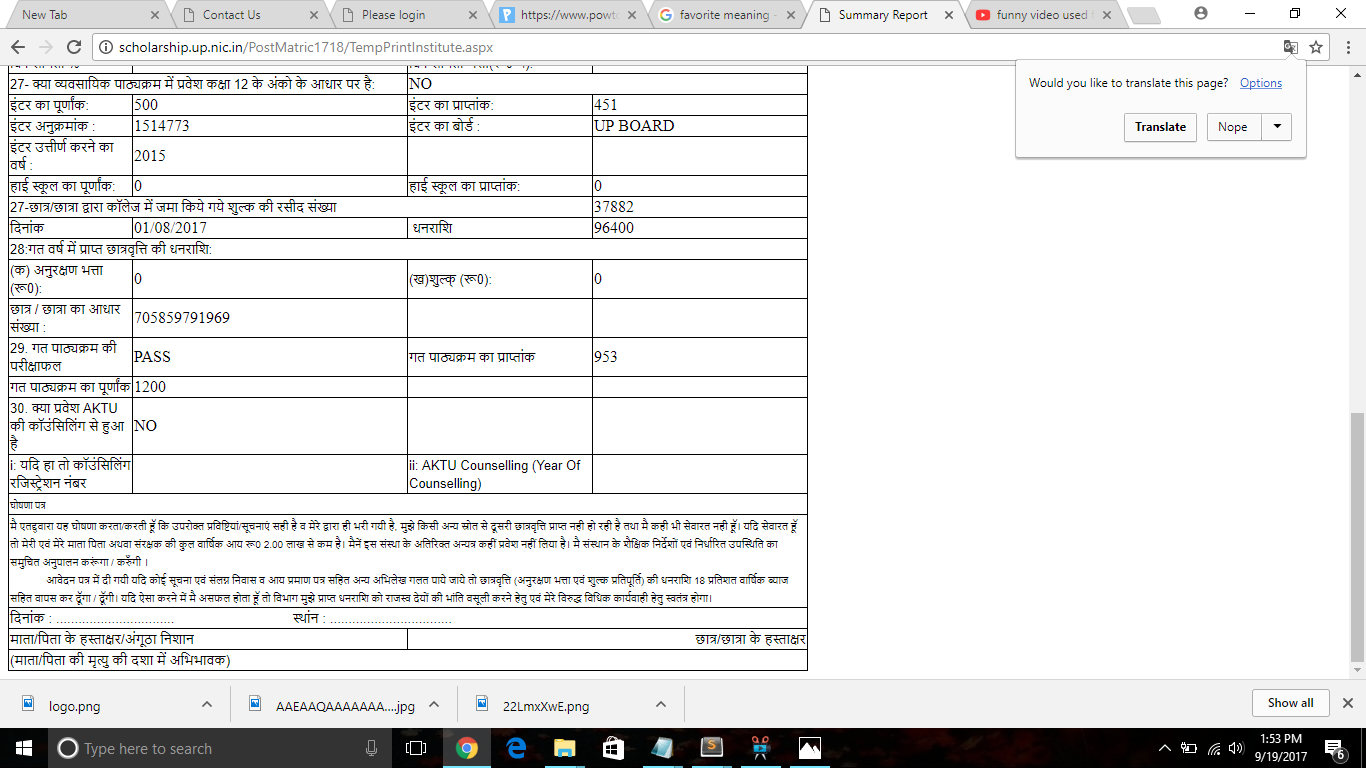 New Tab
Contact Us
Please login
https://www.powto
favorite meaning -
Summary Report
funny video used
scholarship.up.nic.in/PostMatric1718/TempPrintInstitute.aspx
Would you like to translate this page? Options
Translate
Nope
27- क्या व्यवसायिक पाठ्यक्रम में प्रवेश कक्षा 12 के अंको के आधार पर है: NO
इंटर का पूर्णांक: 500 इंटर का प्राप्तांक: 451
इंटर अनुक्रमांक : 1514773 इंटर का बोर्ड : UP BOARD
इंटर उत्तीर्ण करने का
वर्ष : 2015
हाई स्कूल का पूर्णांक: 0 हाई स्कूल का प्राप्तांक: 0
27-छात्र/छात्रा द्वारा कॉलेज में जमा किये गये शुल्क की रसीद संख्या 37882
दिनांक 01/08/2017 धनराशि 96400
28:गत वर्ष में प्राप्त छात्रवृत्ति की धनराशि:
(क) अनुरक्षण भत्ता
(रू0): 0 (ख)शुल्क् (रू0): 0
छात्र / छात्रा का आधार
संख्या : 705859791969
29. गत पाठ्यक्रम की
परीक्षाफल PASS गत पाठ्यक्रम का प्राप्तांक 953
गत पाठ्यक्रम का पूर्णांक 1200
30. क्या प्रवेश AKTU
की कॉउंसिलिंग से हुआ
है NO
i: यदि हा तो कॉउंसिलिंग
रजिस्ट्रेशन नंबर
ii: AKTU Counselling (Year Of
Counselling)
घोषणा पत्र
मै एतद्द्वारा यह घोषणा करता/करती हूँ कि उपरोक्त प्रविष्टियां/सूचनाएं सही है व मेरे द्वारा ही भरी गयी है, मुझे किसी अन्य स्रोत से दूसरी छात्रवृत्ति प्राप्त नही हो रही है तथा मै कही भी सेवारत नही हूँ। यदि सेवारत हूँ
तो मेरी एवं मेरे माता पिता अथवा संरक्षक की कुल वार्षिक आय रू0 2.00 लाख से कम है। मैनें इस संस्था के अतिरिक्त अन्यत्र कहीं प्रवेश नहीं लिया है। मै संस्थान के शैक्षिक निर्देशों एवं निर्धारित उपस्थिति का
समुचित अनुपालन करूंगा / करुँगी ।
आवेदन पत्र में दी गयी यदि कोई सूचना एवं संलग्न निवास व आय प्रमाण पत्र सहित अन्य अभिलेख गलत पाये जाये तो छात्रवृत्ति (अनुरक्षण भत्ता एवं शुल्क प्रतिपूर्ति) की धनराशि 18 प्रतिशत वार्षिक ब्याज
सहित वापस कर दूँगा / दूँगी। यदि ऐसा करने में मै असफल होता हूँ तो विभाग मुझे प्राप्त धनराशि को राजस्व देयों की भांति वसूली करने हेतु एवं मेरे विरुद्ध विधिक कार्यवाही हेतु स्वतंत्र होगा।
दिनांक : ................................ स्थांन : .................................
माता/पिता के हस्ताक्षर/अंगूठा निशान छात्र/छात्रा के हस्ताक्षर
(माता/पिता की मृत्यु की दशा में अभिभावक)
logo.png
AAEAAQAAAAAAA....jpg
22LmxXwE.png
Show all
Type here to search
1:53 PM
9/19/2017
6